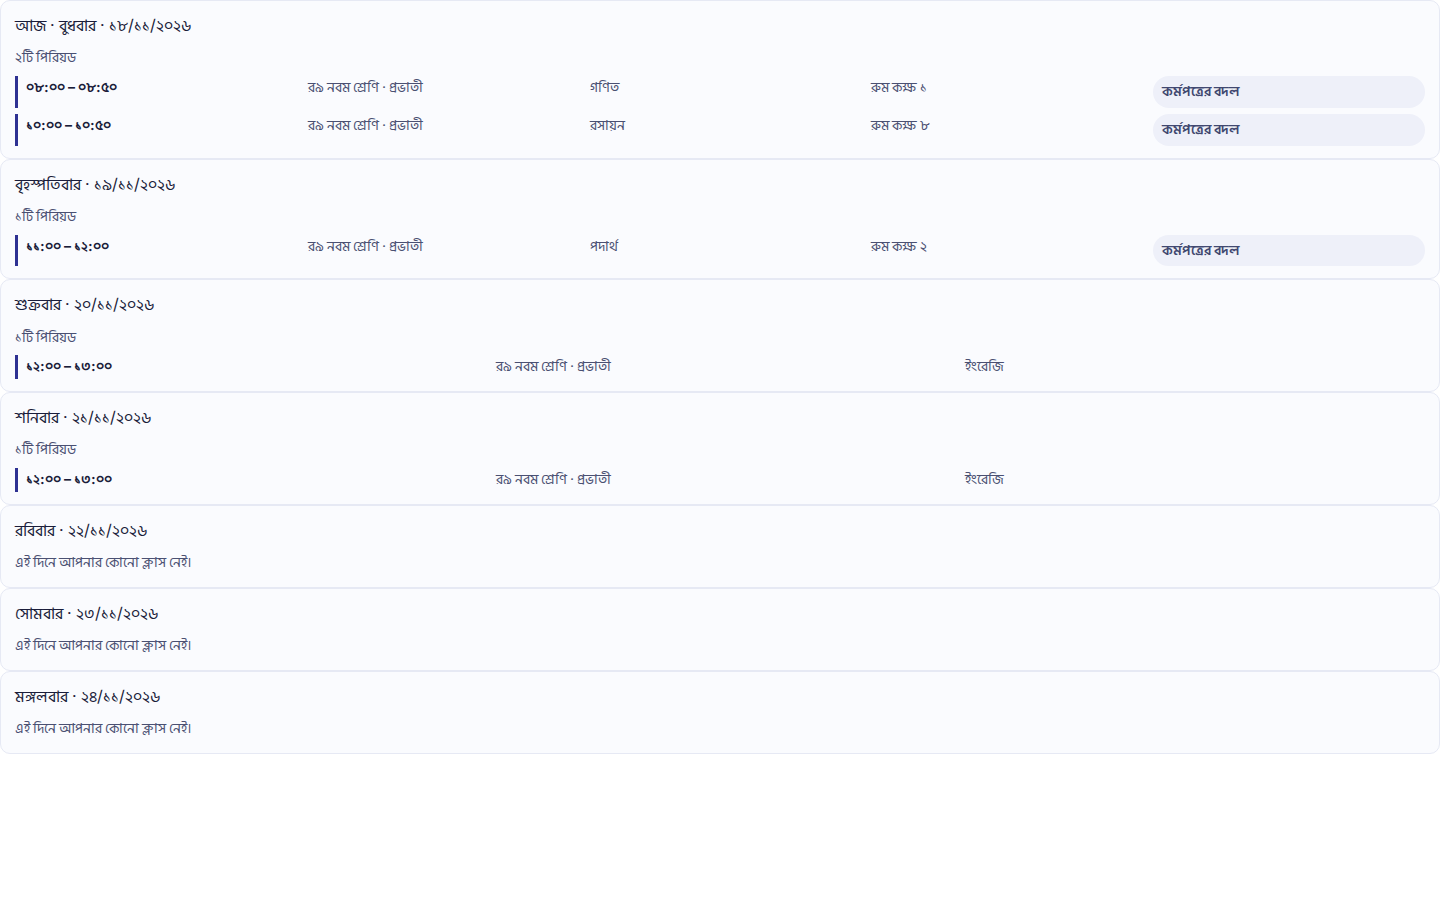 আজ · বুধবার · ১৮/১১/২০২৬
২টি পিরিয়ড
০৮:০০ – ০৮:৫০ র৯ নবম শ্রেণি · প্রভাতী গণিত রুম কক্ষ ১ কর্মপত্রের বদল
১০:০০ – ১০:৫০ র৯ নবম শ্রেণি · প্রভাতী রসায়ন রুম কক্ষ ৮ কর্মপত্রের বদল
বৃহস্পতিবার · ১৯/১১/২০২৬
১টি পিরিয়ড
১১:০০ – ১২:০০ র৯ নবম শ্রেণি · প্রভাতী পদার্থ রুম কক্ষ ২ কর্মপত্রের বদল
শুক্রবার · ২০/১১/২০২৬
১টি পিরিয়ড
১২:০০ – ১৩:০০ র৯ নবম শ্রেণি · প্রভাতী ইংরেজি
শনিবার · ২১/১১/২০২৬
১টি পিরিয়ড
১২:০০ – ১৩:০০ র৯ নবম শ্রেণি · প্রভাতী ইংরেজি
রবিবার · ২২/১১/২০২৬
এই দিনে আপনার কোনো ক্লাস নেই।
সোমবার · ২৩/১১/২০২৬
এই দিনে আপনার কোনো ক্লাস নেই।
মঙ্গলবার · ২৪/১১/২০২৬
এই দিনে আপনার কোনো ক্লাস নেই।